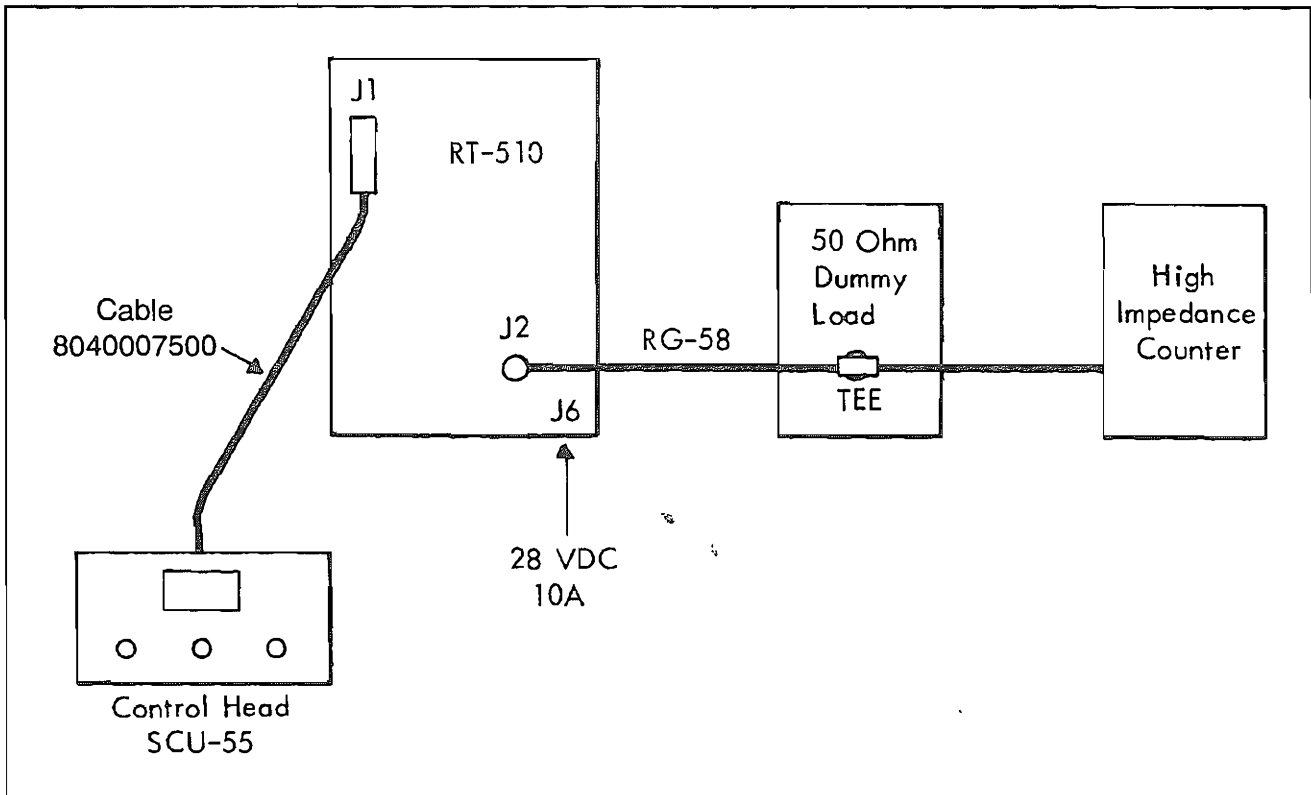 J1
RT-510
Cable
8040007500
J2
RG-58
J6
50 Ohm
Dummy
Load
TEE
High
Impedance
Counter
28 VDC
10A
Control Head
SCU-55